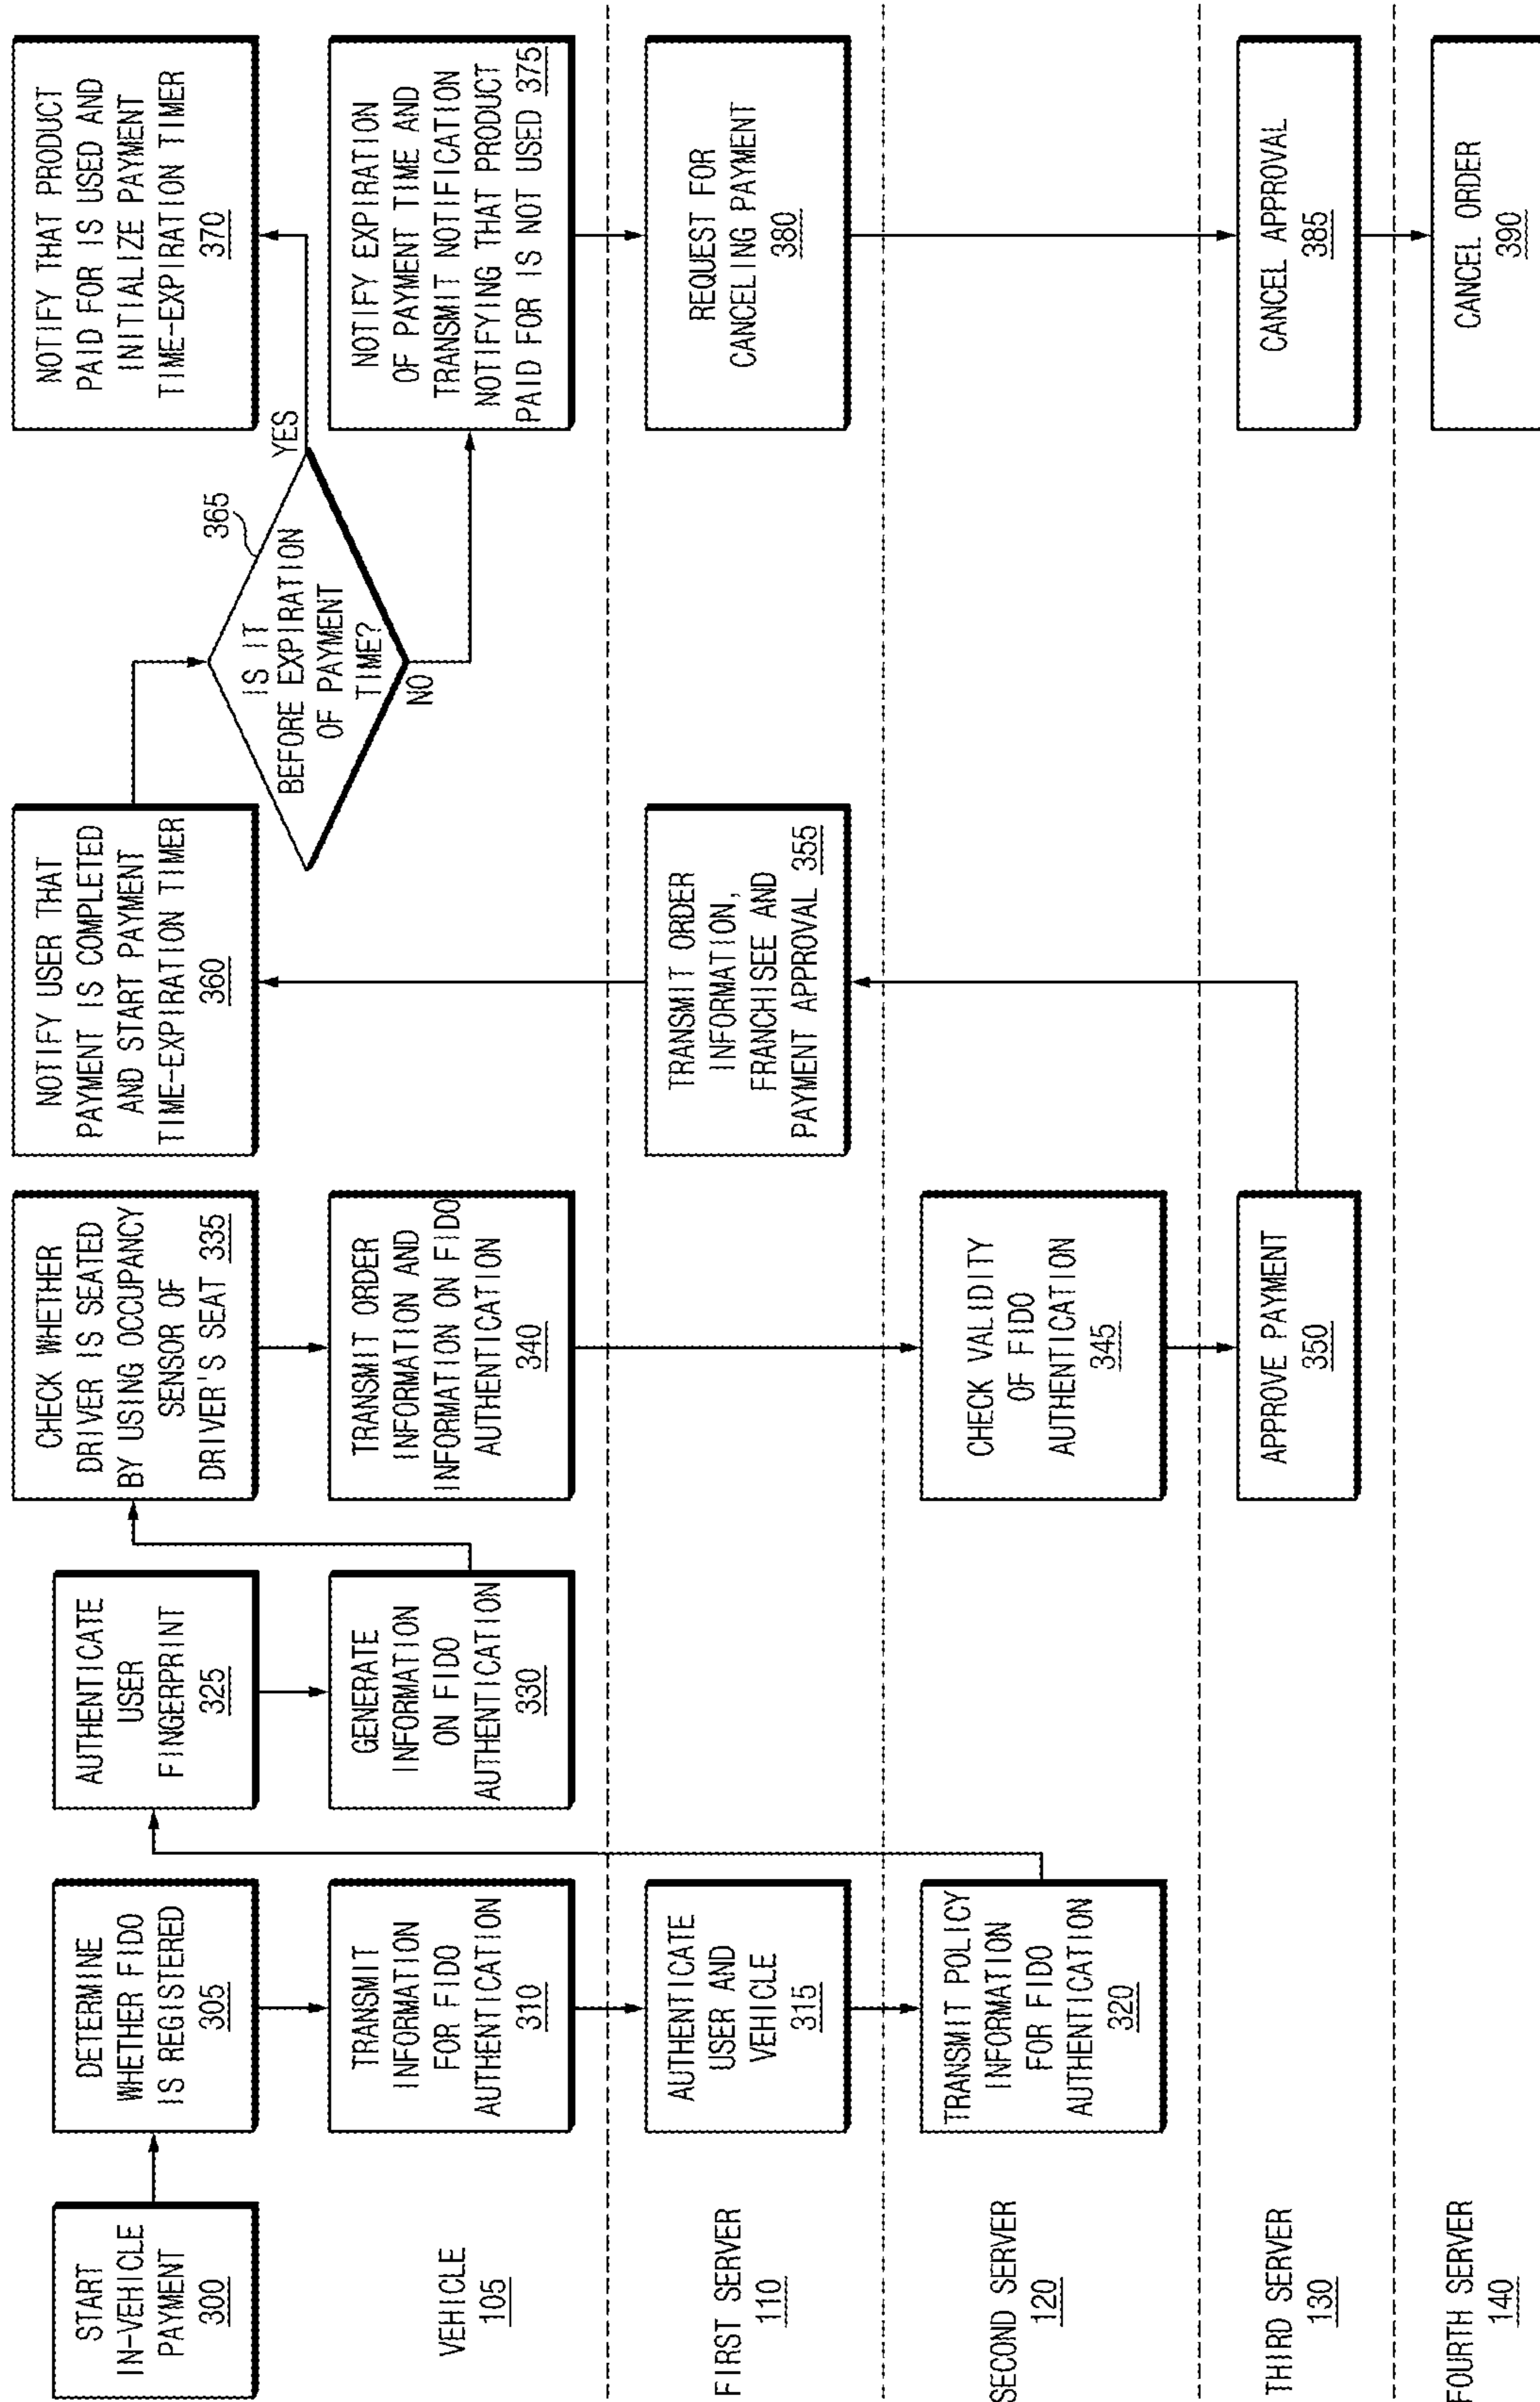 START
IN-VEHICLE
PAYMENT
300
DETERMINE
WHETHER FIDO
IS REGISTERED
305
AUTHENTICATE
USER
FINGERPRINT
325
CHECK WHETHER
DRIVER IS SEATED
BY USING OCCUPANCY
SENSOR OF
DRIVER'S SEAT 335
NOTIFY USER THAT
PAYMENT IS COMPLETED
AND START PAYMENT
TIME-EXPIRATION TIMER
360
NOTIFY THAT PRODUCT
PAID FOR IS USED AND
INITIALIZE PAYMENT
TIME-EXPIRATION TIMER
370
365
IS IT
BEFORE EXPIRATION
OF PAYMENT
TIME?
YES
NO
VEHICLE
105
TRANSMIT
INFORMATION
FOR FIDO
AUTHENTICATION
310
GENERATE
INFORMATION
ON FIDO
AUTHENTICATION
330
TRANSMIT ORDER
INFORMATION AND
INFORMATION ON FIDO
AUTHENTICATION
340
NOTIFY EXPIRATION
OF PAYMENT TIME AND
TRANSMIT NOTIFICATION
NOTIFYING THAT PRODUCT
PAID FOR IS NOT USED 375
FIRST SERVER
110
AUTHENTICATE
USER AND
VEHICLE
315
TRANSMIT ORDER
INFORMATION,
FRANCHISEE AND
PAYMENT APPROVAL 355
REQUEST FOR
CANCELING PAYMENT
380
SECOND SERVER
120
TRANSMIT POLICY
INFORMATION
FOR FIDO
AUTHENTICATION
320
CHECK VALIDITY
OF FIDO
AUTHENTICATION
345
THIRD SERVER
130
APPROVE PAYMENT
350
CANCEL APPROVAL
385
FOURTH SERVER
140
CANCEL ORDER
390